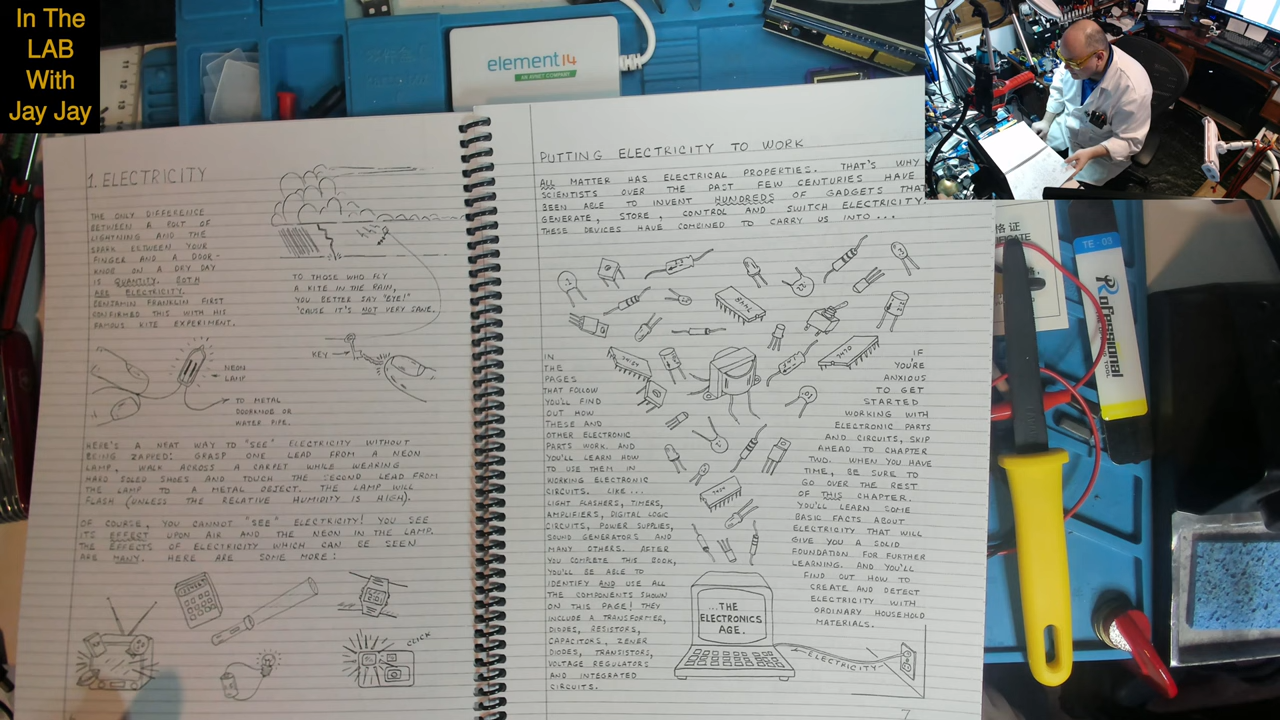 In The
LAB
With
Jay Jay
element14
AN AVNET COMPANY
TE - 03
Professional
1. ELECTRICITY
THE ONLY DIFFERENCE
BETWEEN A BOLT OF
LIGHTNING AND THE
SPARK BETWEEN YOUR
FINGER AND A DOOR-
KNOB ON A DRY DAY
IS QUANTITY. BOTH
ARE ELECTRICITY.
BENJAMIN FRANKLIN FIRST
CONFIRMED THIS WITH HIS
FAMOUS KITE EXPERIMENT.
TO THOSE WHO FLY
A KITE IN THE RAIN,
YOU BETTER SAY "BYE!"
'CAUSE IT'S NOT VERY SANE.
KEY
NEON
LAMP
TO METAL
DOORKNOB OR
WATER PIPE.
HERE'S A NEAT WAY TO "SEE" ELECTRICITY WITHOUT
BEING ZAPPED: GRASP ONE LEAD FROM A NEON
LAMP, WALK ACROSS A CARPET WHILE WEARING
HARD SOLED SHOES AND TOUCH THE SECOND LEAD FROM
THE LAMP TO A METAL OBJECT. THE LAMP WILL
FLASH (UNLESS THE RELATIVE HUMIDITY IS HIGH).
OF COURSE, YOU CANNOT "SEE" ELECTRICITY! YOU SEE
ITS EFFECT UPON AIR AND THE NEON IN THE LAMP.
THE EFFECTS OF ELECTRICITY WHICH CAN BE SEEN
ARE MANY. HERE ARE SOME MORE:
CLICK
PUTTING ELECTRICITY TO WORK
ALL MATTER HAS ELECTRICAL PROPERTIES. THAT'S WHY
SCIENTISTS OVER THE PAST FEW CENTURIES HAVE
BEEN ABLE TO INVENT HUNDREDS OF GADGETS THAT
GENERATE, STORE, CONTROL AND SWITCH ELECTRICITY.
THESE DEVICES HAVE COMBINED TO CARRY US INTO...
IN
THE
PAGES
THAT FOLLOW
YOU'LL FIND
OUT HOW
THESE AND
OTHER ELECTRONIC
PARTS WORK. AND
YOU'LL LEARN HOW
TO USE THEM IN
WORKING ELECTRONIC
CIRCUITS. LIKE...
LIGHT FLASHERS, TIMERS,
AMPLIFIERS, DIGITAL LOGIC
CIRCUITS, POWER SUPPLIES,
SOUND GENERATORS AND
MANY OTHERS. AFTER
YOU COMPLETE THIS BOOK,
YOU'LL BE ABLE TO
IDENTIFY AND USE ALL
THE COMPONENTS SHOWN
ON THIS PAGE! THEY
INCLUDE A TRANSFORMER,
DIODES, RESISTORS,
CAPACITORS, ZENER
DIODES, TRANSISTORS,
VOLTAGE REGULATORS
AND INTEGRATED
CIRCUITS.
IF
YOU'RE
ANXIOUS
TO GET
STARTED
WORKING WITH
ELECTRONIC PARTS
AND CIRCUITS, SKIP
AHEAD TO CHAPTER
TWO. WHEN YOU HAVE
TIME, BE SURE TO
GO OVER THE REST
OF THIS CHAPTER.
YOU'LL LEARN SOME
BASIC FACTS ABOUT
ELECTRICITY THAT WILL
GIVE YOU A SOLID
FOUNDATION FOR FURTHER
LEARNING. AND YOU'LL
FIND OUT HOW TO
CREATE AND DETECT
ELECTRICITY WITH
ORDINARY HOUSEHOLD
MATERIALS.
...THE
ELECTRONICS
AGE.
ELECTRICITY
7